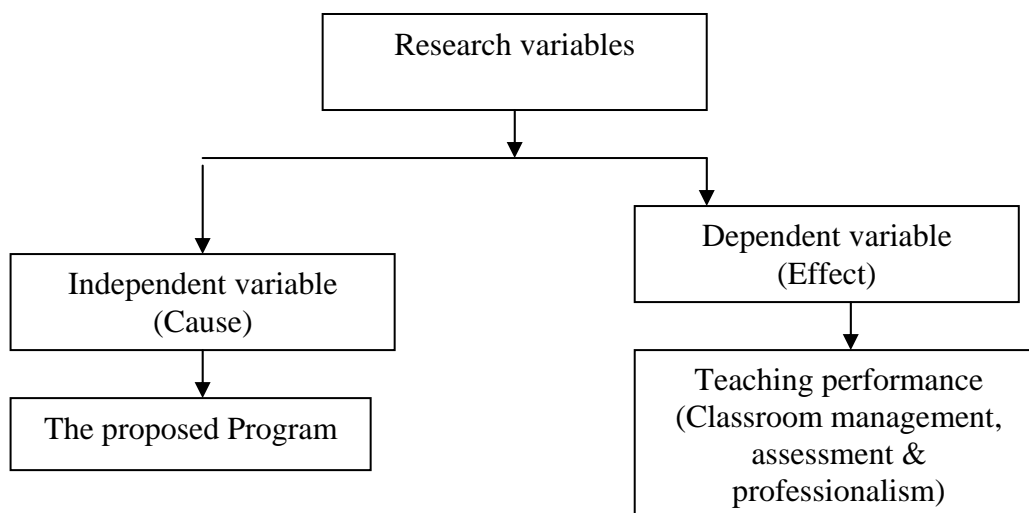 Research variables
Independent variable
(Cause)
The proposed Program
Dependent variable
(Effect)
Teaching performance
(Classroom management,
assessment &
professionalism)